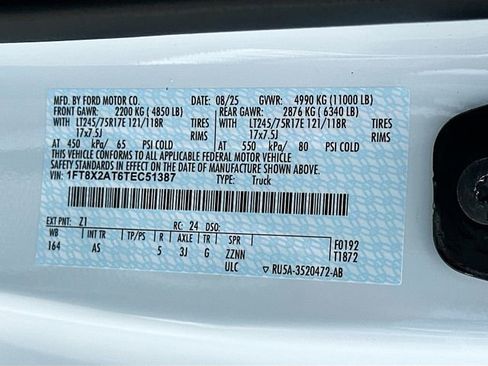 MFD. BY FORD MOTOR CO. DATE: 08/25 GVWR: 4990 KG (11000 LB)
FRONT GAWR: 2200 KG ( 4850 LB) REAR GAWR: 2876 KG ( 6340 LB)
LT245/75R17E 121/118R TIRES LT245/75R17E 121/118R TIRES
17x7.5J RIMS 17x7.5J RIMS
AT 450 kPa/ 65 PSI COLD AT 550 kPa/ 80 PSI COLD
THIS VEHICLE CONFORMS TO ALL APPLICABLE FEDERAL MOTOR VEHICLE
SAFETY STANDARDS IN EFFECT ON THE DATE OF MANUFACTURE SHOWN ABOVE.
VIN: 1FT8X2AT6TEC51387 TYPE: Truck
EXT PNT: Z1 RC: 24 DSO:
WB INT TR TP/PS R AXLE TR SPR F0192
164 AS 5 3J G ZZNN T1872
ULC ▼ RU5A-3520472-AB